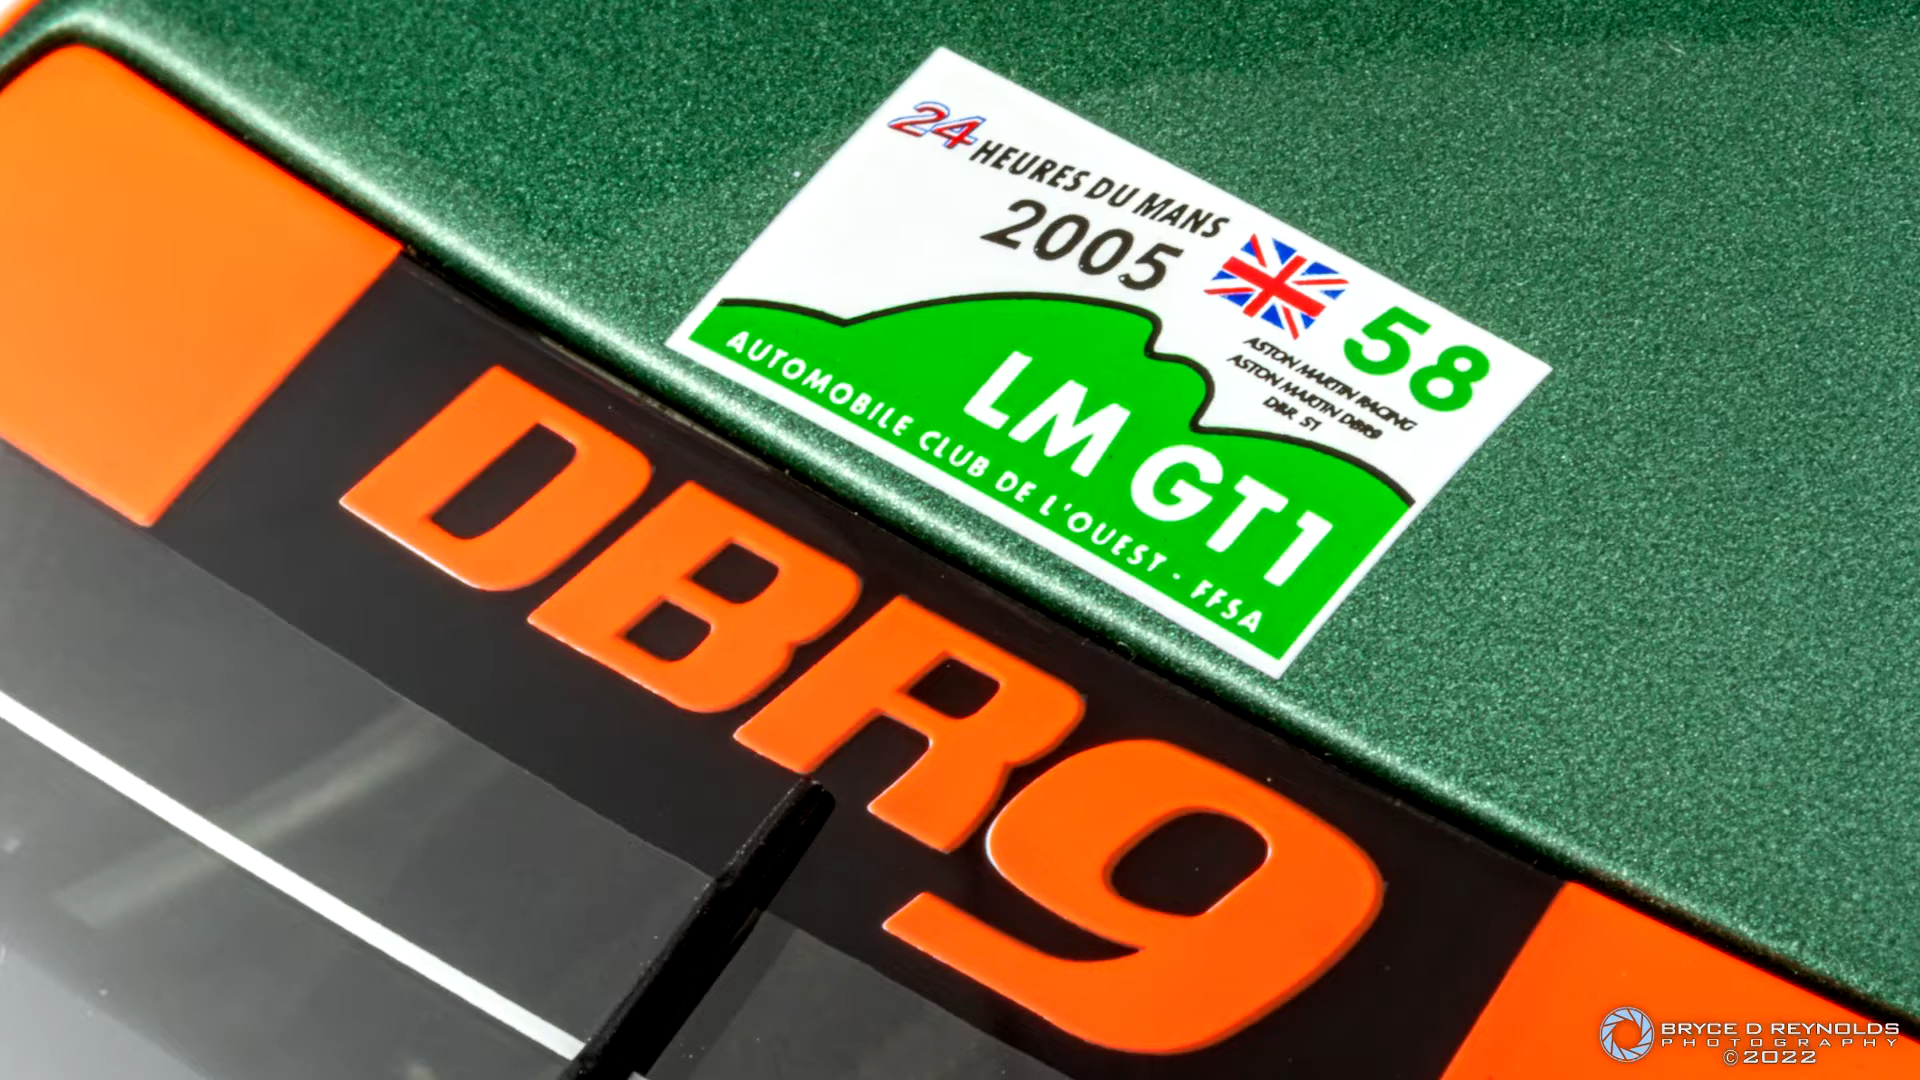 24 HEURES DU MANS
2005
58
ASTON MARTIN RACING
ASTON MARTIN DBR9
DBR S1
LM GT1
AUTOMOBILE CLUB DE L'OUEST - FFSA
DBR9
BRYCE D REYNOLDS
PHOTOGRAPHY
©2022